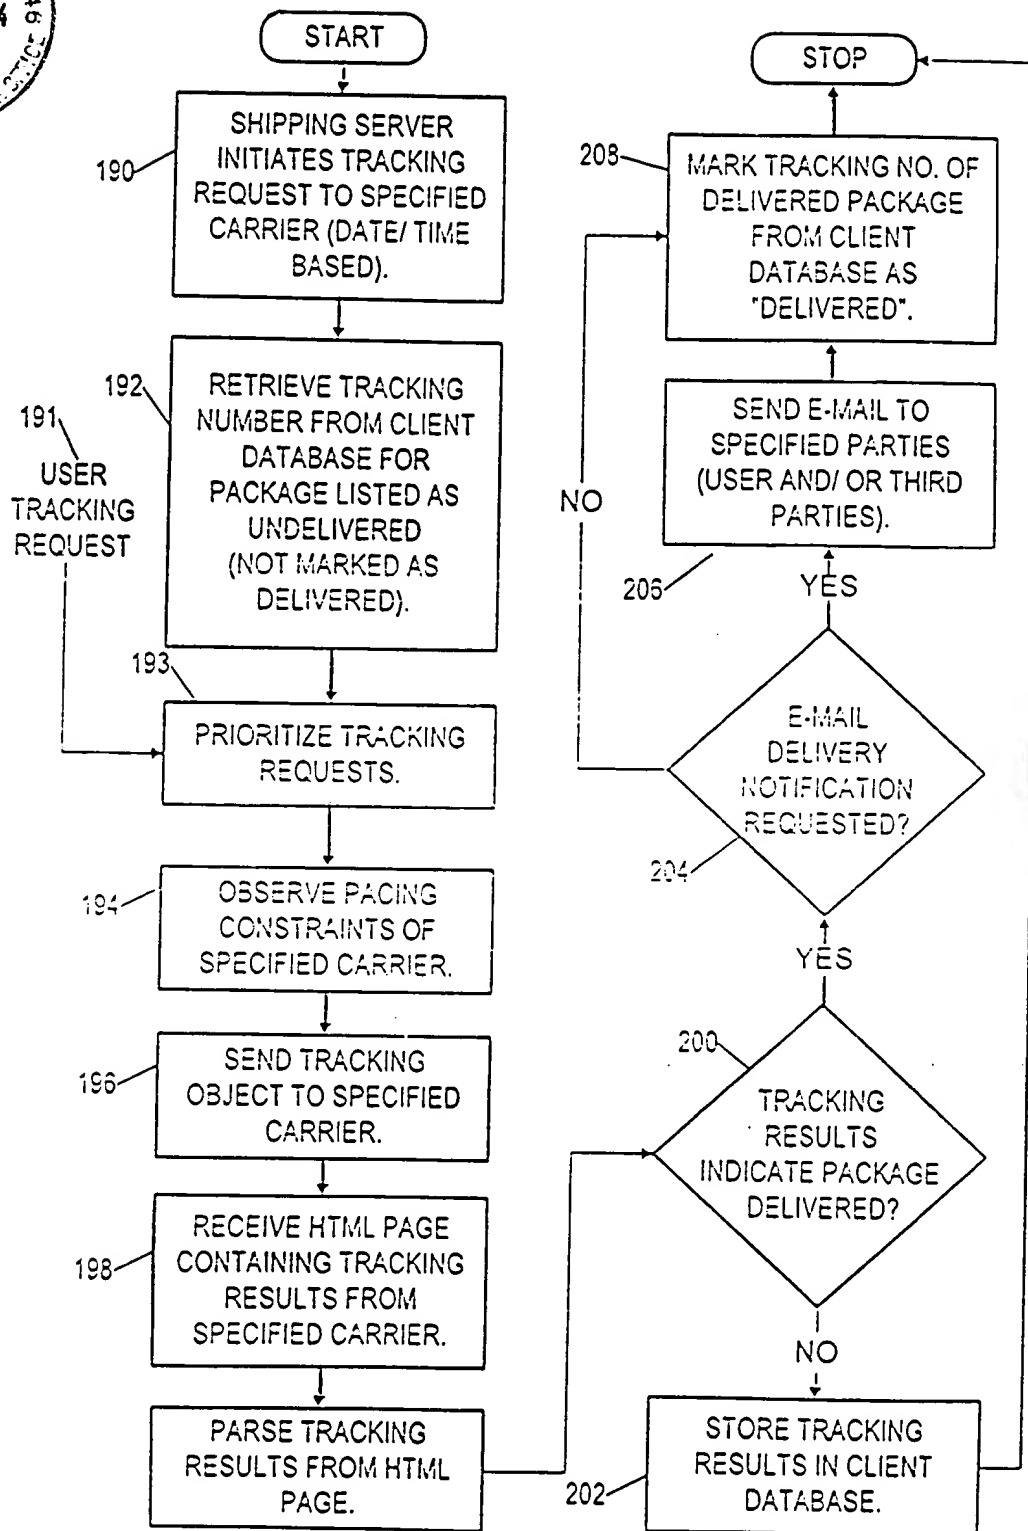 START
190
SHIPPING SERVER
INITIATES TRACKING
REQUEST TO SPECIFIED
CARRIER (DATE/ TIME
BASED).
192
RETRIEVE TRACKING
NUMBER FROM CLIENT
DATABASE FOR
PACKAGE LISTED AS
UNDELIVERED
(NOT MARKED AS
DELIVERED).
191
USER
TRACKING
REQUEST
193
PRIORITIZE TRACKING
REQUESTS.
194
OBSERVE PACING
CONSTRAINTS OF
SPECIFIED CARRIER.
196
SEND TRACKING
OBJECT TO SPECIFIED
CARRIER.
198
RECEIVE HTML PAGE
CONTAINING TRACKING
RESULTS FROM
SPECIFIED CARRIER.
PARSE TRACKING
RESULTS FROM HTML
PAGE.
200
TRACKING
RESULTS
INDICATE PACKAGE
DELIVERED?
NO
202
STORE TRACKING
RESULTS IN CLIENT
DATABASE.
YES
204
E-MAIL
DELIVERY
NOTIFICATION
REQUESTED?
NO
YES
206
SEND E-MAIL TO
SPECIFIED PARTIES
(USER AND/ OR THIRD
PARTIES).
208
MARK TRACKING NO. OF
DELIVERED PACKAGE
FROM CLIENT
DATABASE AS
"DELIVERED".
STOP